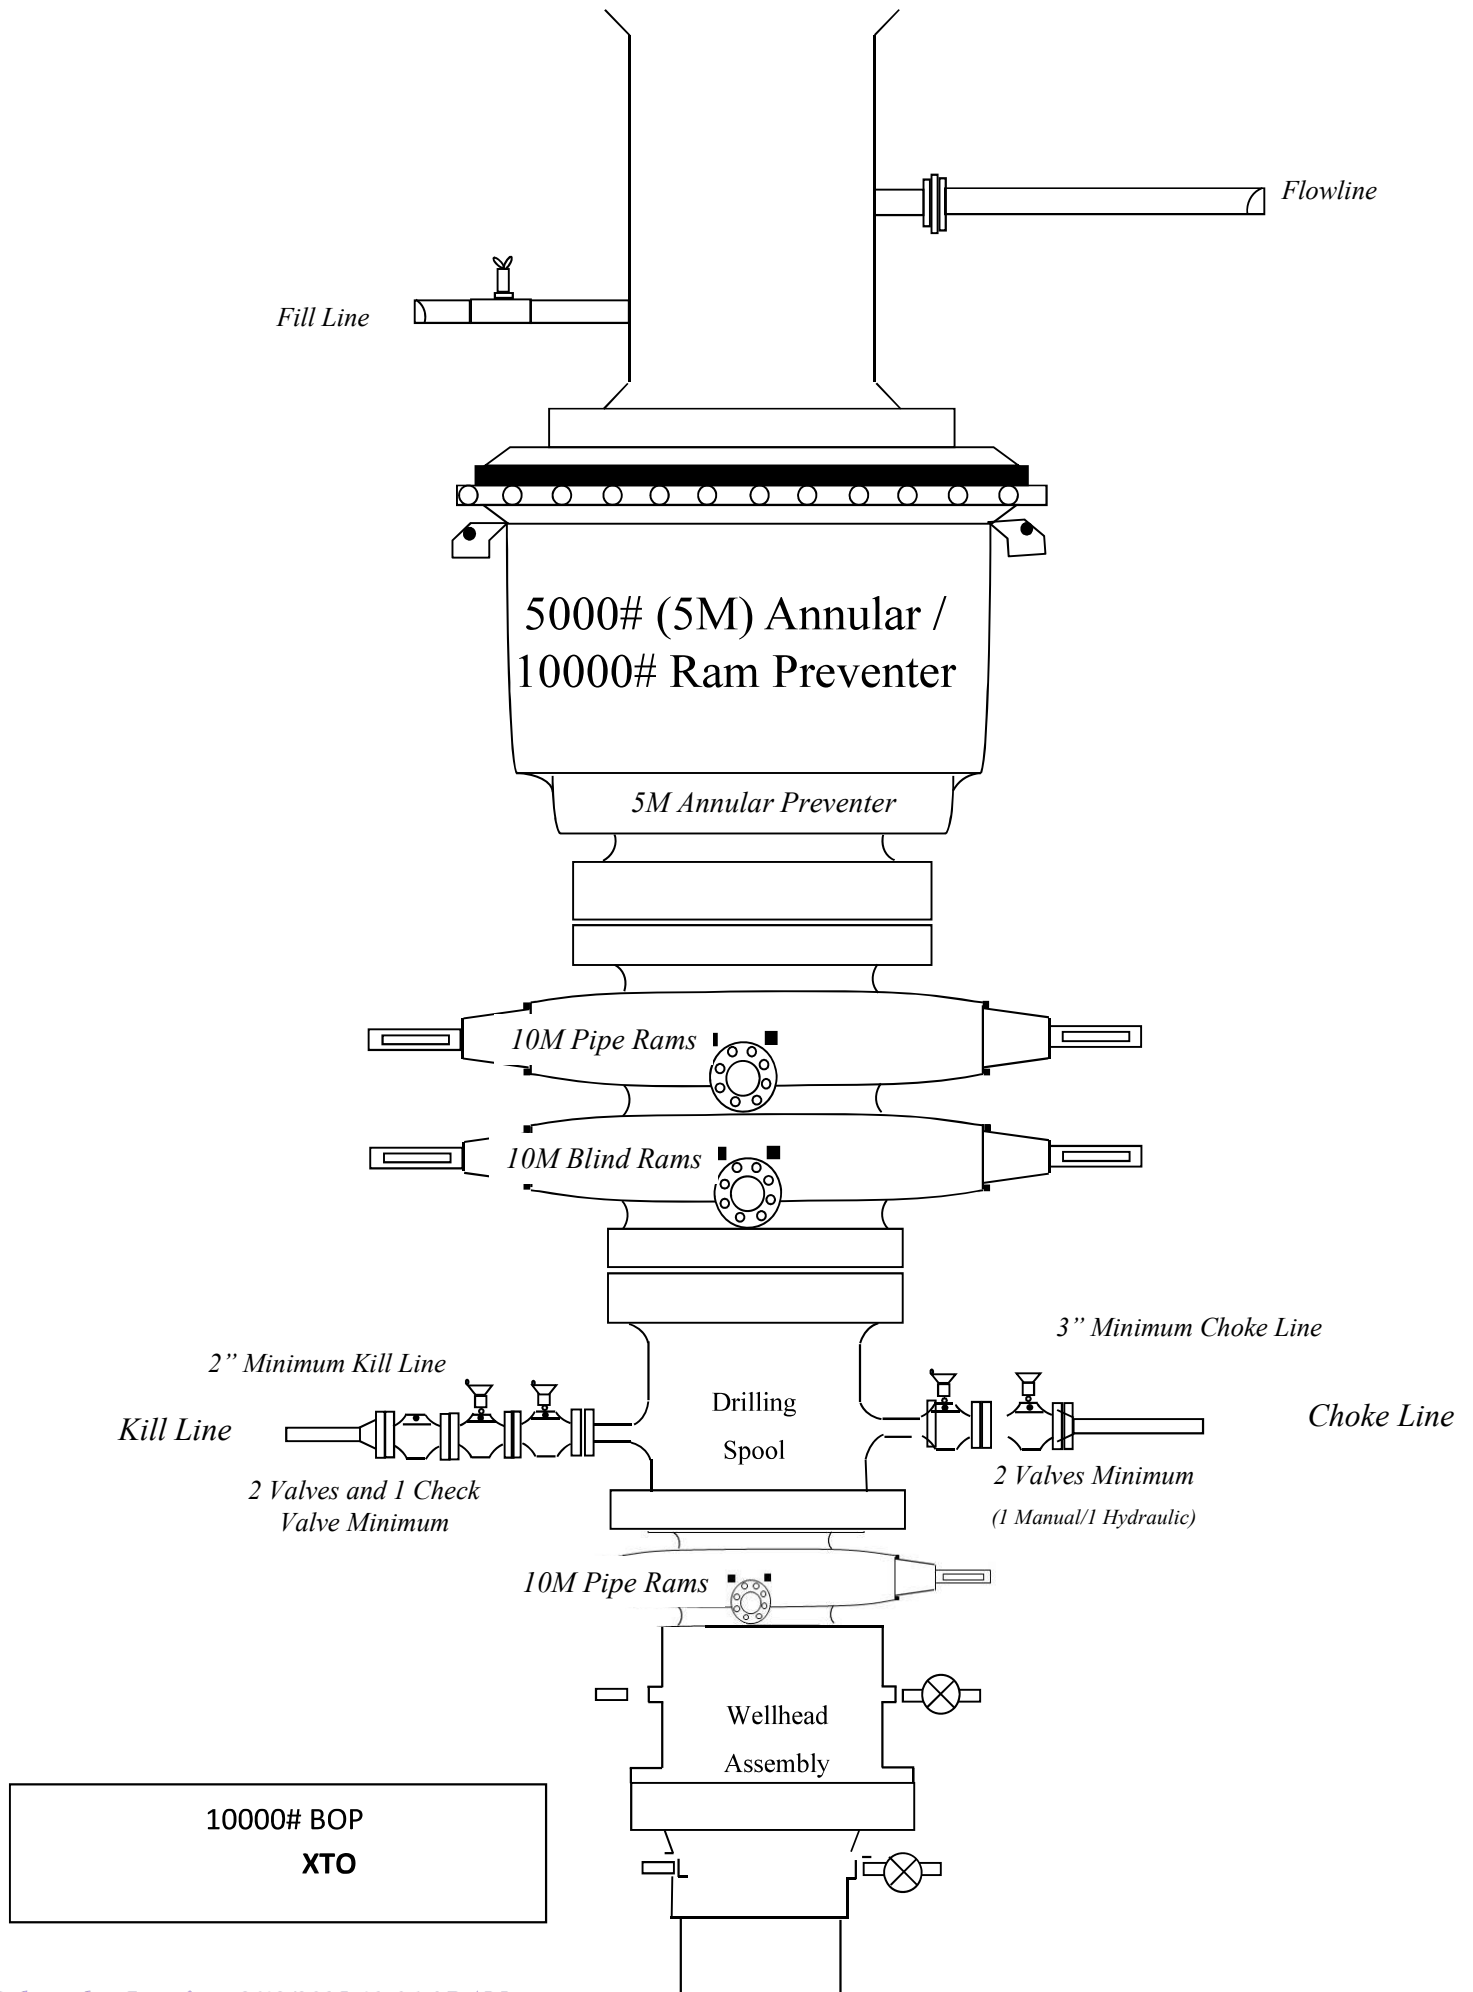 Flowline
Fill Line
5000# (5M) Annular /
10000# Ram Preventer
5M Annular Preventer
10M Pipe Rams
10M Blind Rams
3” Minimum Choke Line
2” Minimum Kill Line
Drilling
Spool
Kill Line
Choke Line
2 Valves and 1 Check
Valve Minimum
2 Valves Minimum
(1 Manual/1 Hydraulic)
10M Pipe Rams
Wellhead
Assembly
10000# BOP
XTO